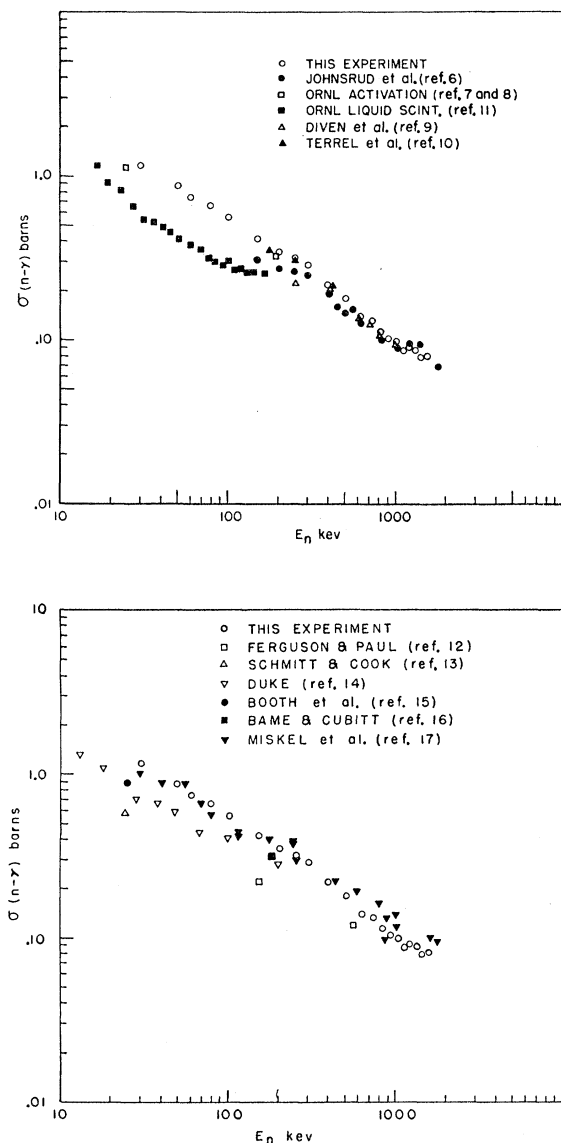 THIS EXPERIMENT
JOHNSRUD et al. (ref. 6)
ORNL ACTIVATION (ref. 7 and 8)
ORNL LIQUID SCINT. (ref. 11)
DIVEN et al. (ref. 9)
TERREL et al. (ref. 10)
1.0
σ(n-γ) barns
.10
.01
10
100
1000
En kev
10
THIS EXPERIMENT
FERGUSON & PAUL (ref. 12)
SCHMITT & COOK (ref. 13)
DUKE (ref. 14)
BOOTH et al. (ref. 15)
BAME & CUBITT (ref. 16)
MISKEL et al. (ref. 17)
1.0
σ(n-γ) barns
.10
.01
10
100
1000
En kev